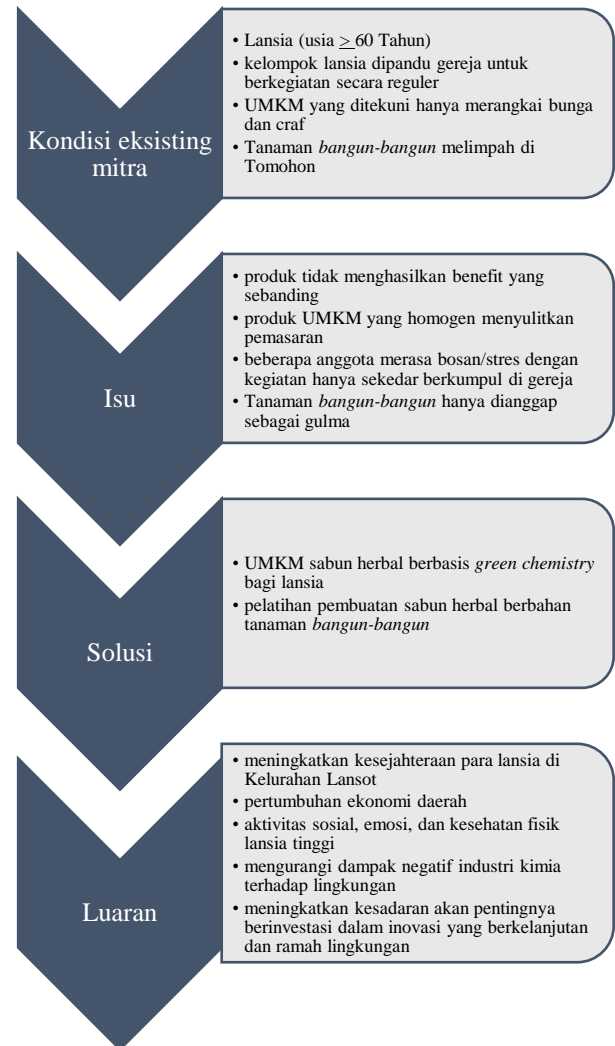 Kondisi eksisting
mitra
• Lansia (usia > 60 Tahun)
• kelompok lansia dipandu gereja untuk
berkegiatan secara reguler
• UMKM yang ditekuni hanya merangkai bunga
dan craf
• Tanaman bangun-bangun melimpah di
Tomohon
Isu
• produk tidak menghasilkan benefit yang
sebanding
• produk UMKM yang homogen menyulitkan
pemasaran
• beberapa anggota merasa bosan/stres dengan
kegiatan hanya sekedar berkumpul di gereja
• Tanaman bangun-bangun hanya dianggap
sebagai gulma
Solusi
• UMKM sabun herbal berbasis green chemistry
bagi lansia
• pelatihan pembuatan sabun herbal berbahan
tanaman bangun-bangun
Luaran
• meningkatkan kesejahteraan para lansia di
Kelurahan Lansot
• pertumbuhan ekonomi daerah
• aktivitas sosial, emosi, dan kesehatan fisik
lansia tinggi
• mengurangi dampak negatif industri kimia
terhadap lingkungan
• meningkatkan kesadaran akan pentingnya
berinvestasi dalam inovasi yang berkelanjutan
dan ramah lingkungan